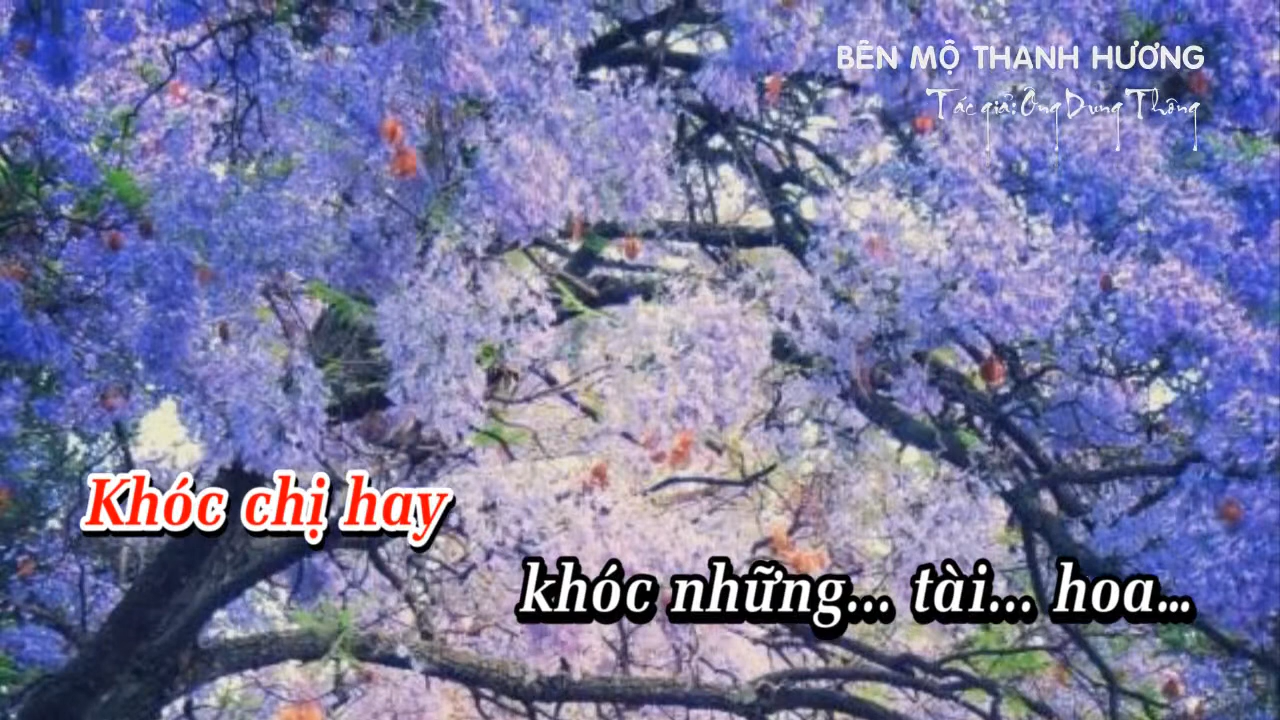 BÊN MỘ THANH HƯƠNG
Tác giả: Ông Dung Thông
Khóc chị hay
khóc những... tài... hoa...